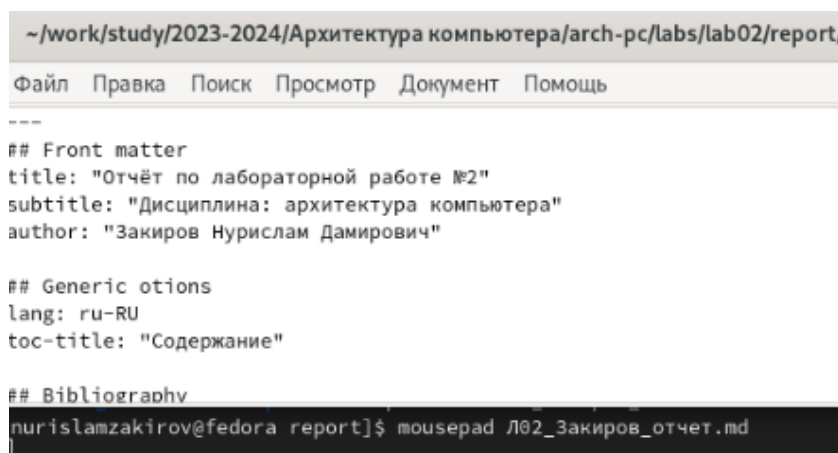 ~/work/study/2023-2024/Архитектура компьютера/arch-pc/labs/lab02/report/
Файл Правка Поиск Просмотр Документ Помощь
---
## Front matter
title: "Отчёт по лабораторной работе №2"
subtitle: "Дисциплина: архитектура компьютера"
author: "Закиров Нурислам Дамирович"
## Generic otions
lang: ru-RU
toc-title: "Содержание"
## Bibliography
nurislamzakirov@fedora report]$ mousepad Л02_Закиров_отчет.md